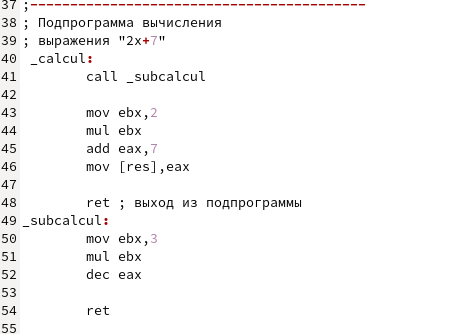 37 ;------------------------------------------
38 ; Подпрограмма вычисления
39 ; выражения "2x+7"
40 _calcul:
41 call _subcalcul
42
43 mov ebx,2
44 mul ebx
45 add eax,7
46 mov [res],eax
47
48 ret ; выход из подпрограммы
49 _subcalcul:
50 mov ebx,3
51 mul ebx
52 dec eax
53
54 ret
55